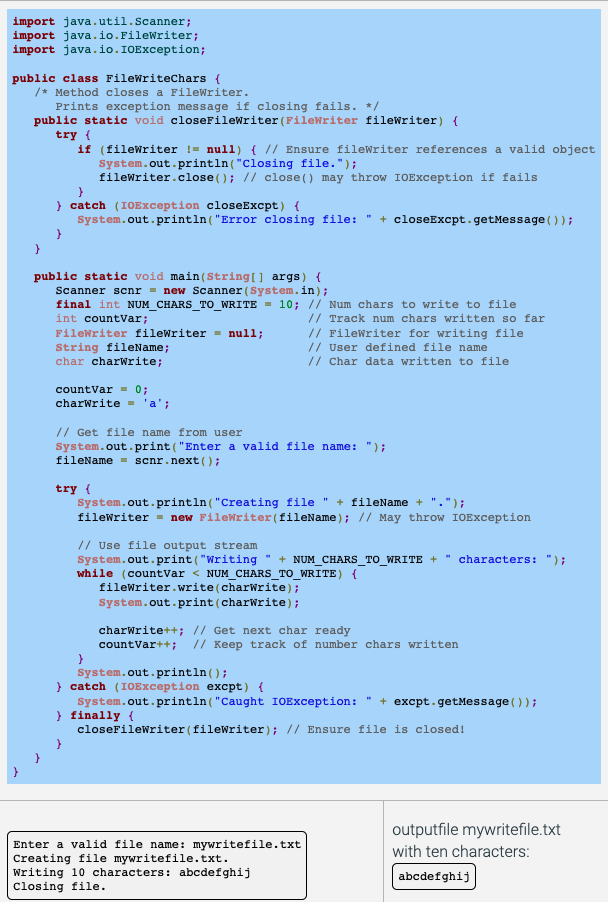 import java.util.Scanner;
import java.io.FileWriter;
import java.io.IOException;

public class FileWriteChars {
   /* Method closes a FileWriter.
      Prints exception message if closing fails. */
   public static void closeFileWriter(FileWriter fileWriter) {
      try {
         if (fileWriter != null) { // Ensure fileWriter references a valid object
            System.out.println("Closing file.");
            fileWriter.close(); // close() may throw IOException if fails
         }
      } catch (IOException closeExcpt) {
         System.out.println("Error closing file: " + closeExcpt.getMessage());
      }
   }

   public static void main(String[] args) {
      Scanner scnr = new Scanner(System.in);
      final int NUM_CHARS_TO_WRITE = 10; // Num chars to write to file
      int countVar;                      // Track num chars written so far
      FileWriter fileWriter = null;      // FileWriter for writing file
      String fileName;                   // User defined file name
      char charWrite;                    // Char data written to file

      countVar = 0;
      charWrite = 'a';

      // Get file name from user
      System.out.print("Enter a valid file name: ");
      fileName = scnr.next();

      try {
         System.out.println("Creating file " + fileName + ".");
         fileWriter = new FileWriter(fileName); // May throw IOException

         // Use file output stream
         System.out.print("Writing " + NUM_CHARS_TO_WRITE + " characters: ");
         while (countVar < NUM_CHARS_TO_WRITE) {
            fileWriter.write(charWrite);
            System.out.print(charWrite);

            charWrite++; // Get next char ready
            countVar++;  // Keep track of number chars written
         }
         System.out.println();
      } catch (IOException excpt) {
         System.out.println("Caught IOException: " + excpt.getMessage());
      } finally {
         closeFileWriter(fileWriter); // Ensure file is closed!
      }
   }
}
Enter a valid file name: mywritefile.txt
Creating file mywritefile.txt.
Writing 10 characters: abcdefghij
Closing file.
outputfile mywritefile.txt
with ten characters:
abcdefghij